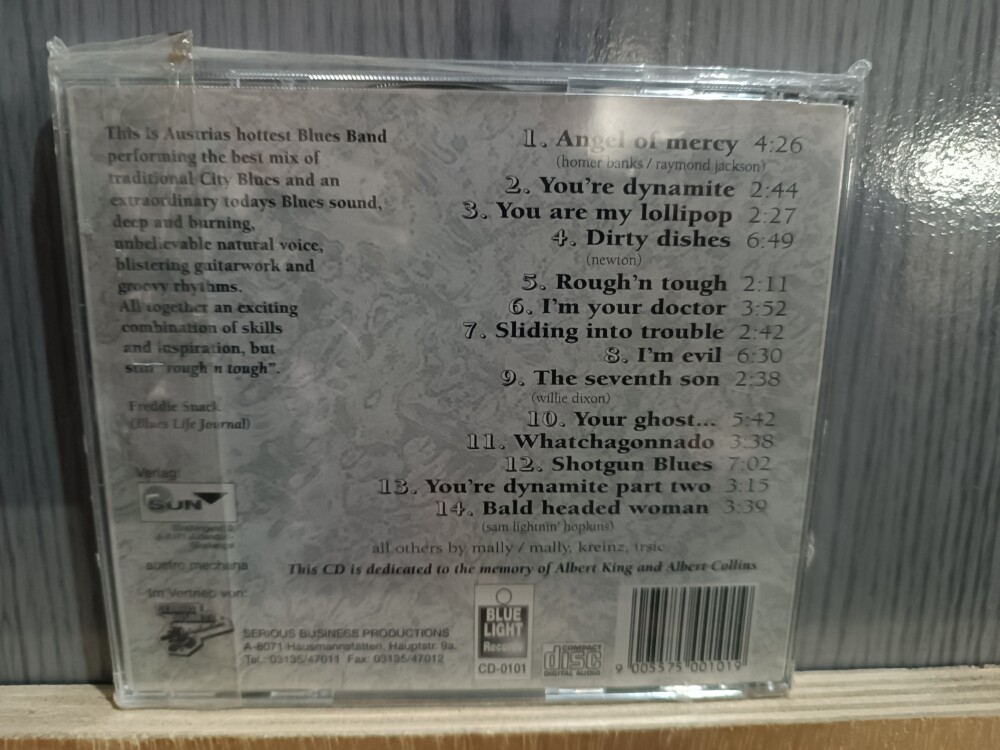 This is Austrias hottest Blues Band
performing the best mix of
traditional City Blues and an
extraordinary todays Blues sound,
deep and burning,
unbelievable natural voice,
blistering guitarwork and
groovy rhythms.
All together an exciting
combination of skills
and inspiration, but
still "rough'n tough".
Freddie Snack
(Blues Life Journal)
Verlag
SUN
austro mechana
Im Vertrieb von:
SERIOUS BUSINESS PRODUCTIONS
A-8071 Hausmannstätten, Hauptstr. 9a.
Tel.: 03135/47011 Fax: 03135/47012
1. Angel of mercy 4:26
(homer banks / raymond jackson)
2. You're dynamite 2:44
3. You are my lollipop 2:27
4. Dirty dishes 6:49
(newton)
5. Rough'n tough 2:11
6. I'm your doctor 3:52
7. Sliding into trouble 2:42
8. I'm evil 6:30
9. The seventh son 2:38
(willie dixon)
10. Your ghost... 5:42
11. Whatchagonnado 3:38
12. Shotgun Blues 7:02
13. You're dynamite part two 3:15
14. Bald headed woman 3:39
(sam lightnin' hopkins)
all others by mally / mally, kreinz, trsic
This CD is dedicated to the memory of Albert King and Albert Collins
BLUE
LIGHT
Records
CD-0101
COMPACT
disc
DIGITAL AUDIO
9 005575 001019